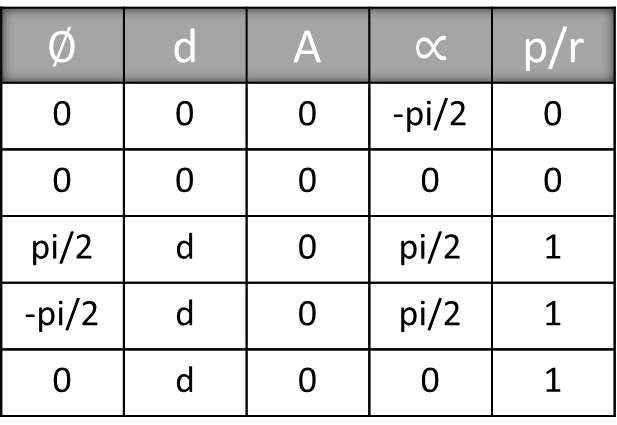 Ø d A ∝ p/r
0 0 0 -pi/2 0
0 0 0 0 0
pi/2 d 0 pi/2 1
-pi/2 d 0 pi/2 1
0 d 0 0 1